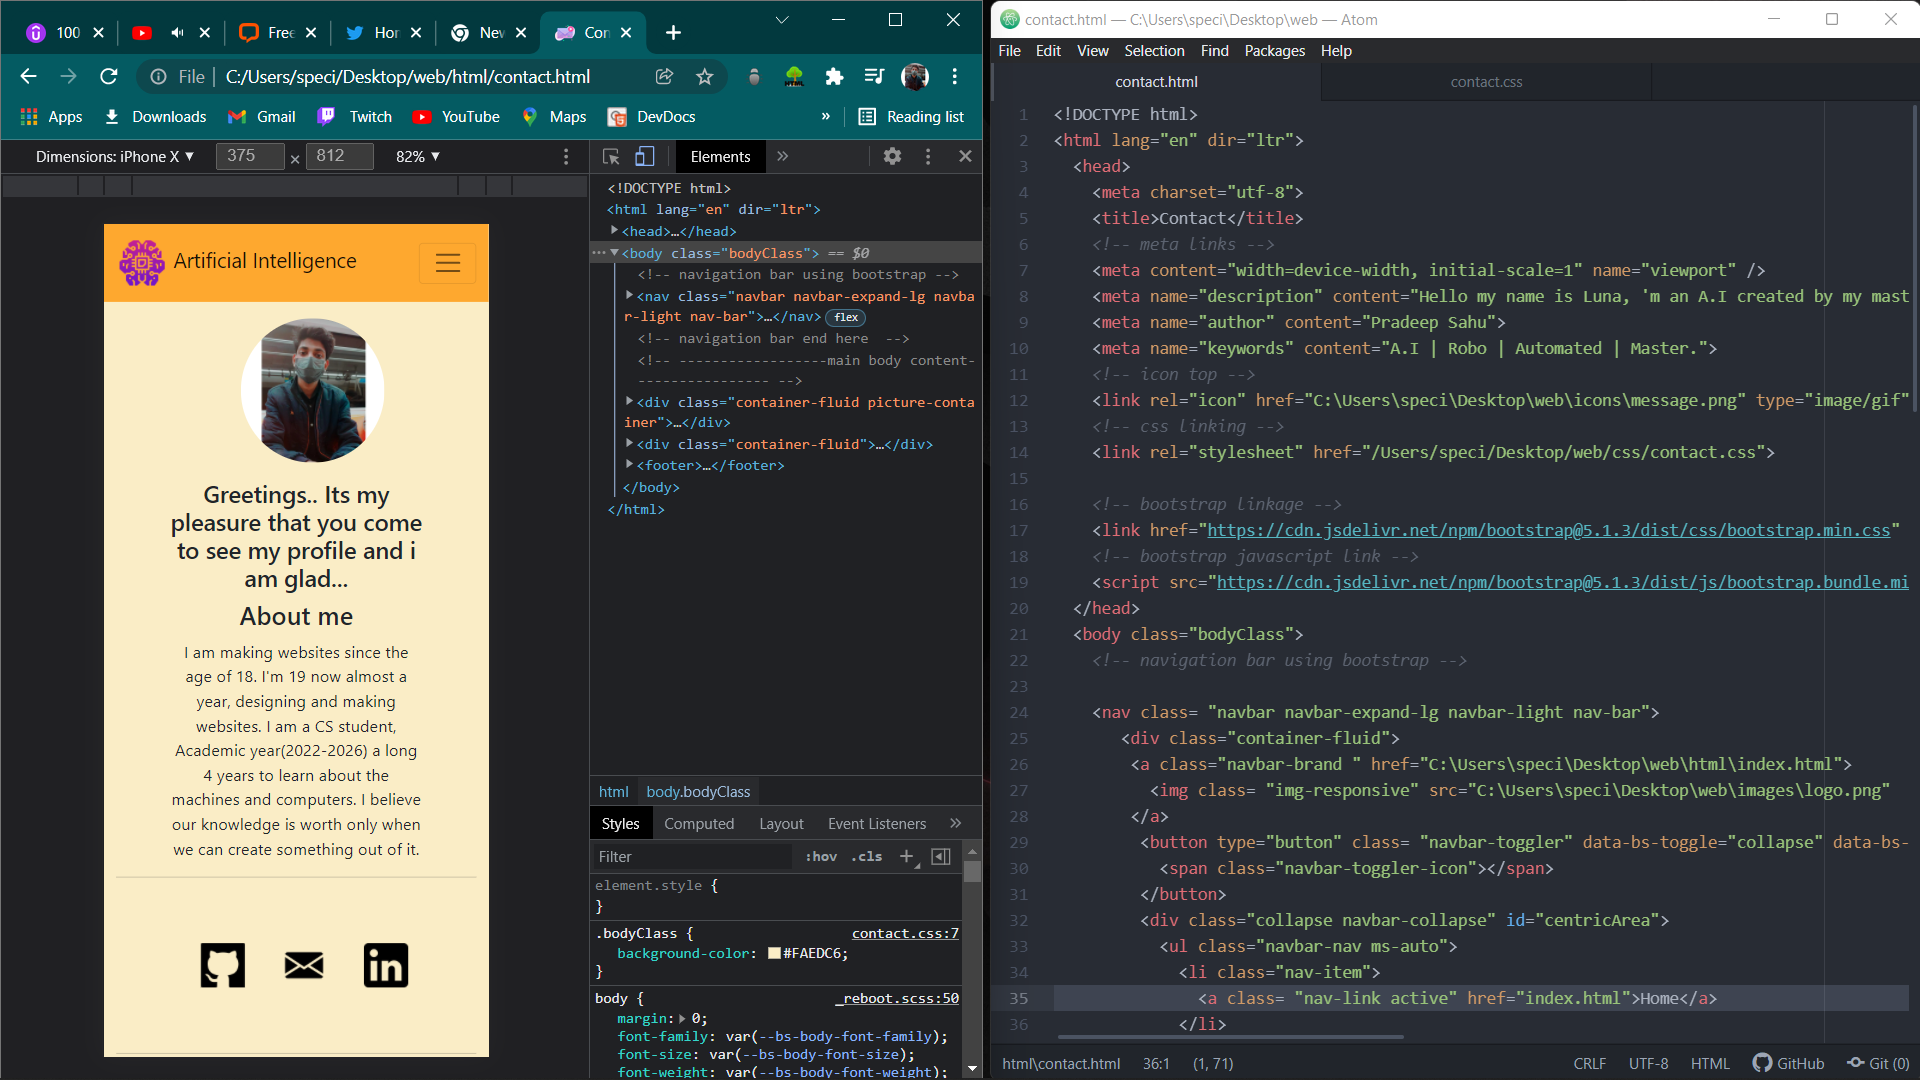 100
Free
Hor
Nev
Con
File
C:/Users/speci/Desktop/web/html/contact.html
Apps
Downloads
Gmail
Twitch
YouTube
Maps
DevDocs
»
Reading list
Dimensions: iPhone X ▼
375
×
812
82% ▼
Elements
»
Artificial Intelligence
Greetings.. Its my
pleasure that you come
to see my profile and i
am glad...
About me
I am making websites since the
age of 18. I'm 19 now almost a
year, designing and making
websites. I am a CS student,
Academic year(2022-2026) a long
4 years to learn about the
machines and computers. I believe
our knowledge is worth only when
we can create something out of it.
in
<!DOCTYPE html>
<html lang="en" dir="ltr">
▶<head>…</head>
⋯ ▼<body class="bodyClass"> == $0
<!-- navigation bar using bootstrap -->
▶<nav class="navbar navbar-expand-lg navba
r-light nav-bar">…</nav> flex
<!-- navigation bar end here  -->
<!-- ------------------main body content-
---------------- -->
▶<div class="container-fluid picture-conta
iner">…</div>
▶<div class="container-fluid">…</div>
▶<footer>…</footer>
</body>
</html>
html
body.bodyClass
Styles
Computed
Layout
Event Listeners
»
Filter
:hov
.cls
+
element.style {
}
.bodyClass {
contact.css:7
background-color: #FAEDC6;
}
body {
_reboot.scss:50
margin:▶ 0;
font-family: var(--bs-body-font-family);
font-size: var(--bs-body-font-size);
font-weight: var(--bs-body-font-weight);
contact.html — C:\Users\speci\Desktop\web — Atom
File
Edit
View
Selection
Find
Packages
Help
contact.html
contact.css
1 <!DOCTYPE html>
2 <html lang="en" dir="ltr">
3 <head>
4 <meta charset="utf-8">
5 <title>Contact</title>
6 <!-- meta links -->
7 <meta content="width=device-width, initial-scale=1" name="viewport" />
8 <meta name="description" content="Hello my name is Luna, 'm an A.I created by my mast
9 <meta name="author" content="Pradeep Sahu">
10 <meta name="keywords" content="A.I | Robo | Automated | Master.">
11 <!-- icon top -->
12 <link rel="icon" href="C:\Users\speci\Desktop\web\icons\message.png" type="image/gif"
13 <!-- css linking -->
14 <link rel="stylesheet" href="/Users/speci/Desktop/web/css/contact.css">
15
16 <!-- bootstrap linkage -->
17 <link href="https://cdn.jsdelivr.net/npm/bootstrap@5.1.3/dist/css/bootstrap.min.css"
18 <!-- bootstrap javascript link -->
19 <script src="https://cdn.jsdelivr.net/npm/bootstrap@5.1.3/dist/js/bootstrap.bundle.mi
20 </head>
21 <body class="bodyClass">
22 <!-- navigation bar using bootstrap -->
23
24 <nav class= "navbar navbar-expand-lg navbar-light nav-bar">
25 <div class="container-fluid">
26 <a class="navbar-brand " href="C:\Users\speci\Desktop\web\html\index.html">
27 <img class= "img-responsive" src="C:\Users\speci\Desktop\web\images\logo.png"
28 </a>
29 <button type="button" class= "navbar-toggler" data-bs-toggle="collapse" data-bs-
30 <span class="navbar-toggler-icon"></span>
31 </button>
32 <div class="collapse navbar-collapse" id="centricArea">
33 <ul class="navbar-nav ms-auto">
34 <li class="nav-item">
35 <a class= "nav-link active" href="index.html">Home</a>
36 </li>
html\contact.html
36:1
(1, 71)
CRLF
UTF-8
HTML
GitHub
Git (0)